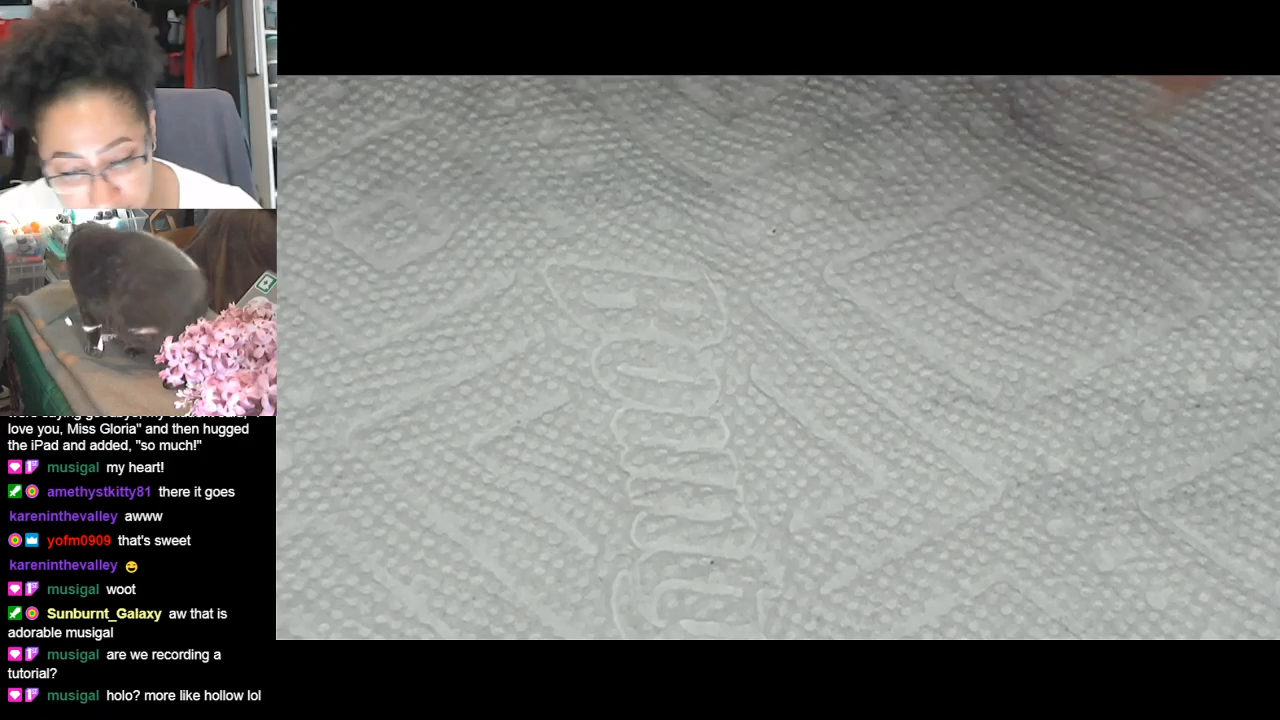 love you, Miss Gloria" and then hugged
the iPad and added, "so much!"
musigal my heart!
amethystkitty81 there it goes
kareninthevalley awww
yofm0909 that's sweet
kareninthevalley
musigal woot
Sunburnt_Galaxy aw that is
adorable musigal
musigal are we recording a
tutorial?
musigal holo? more like hollow lol